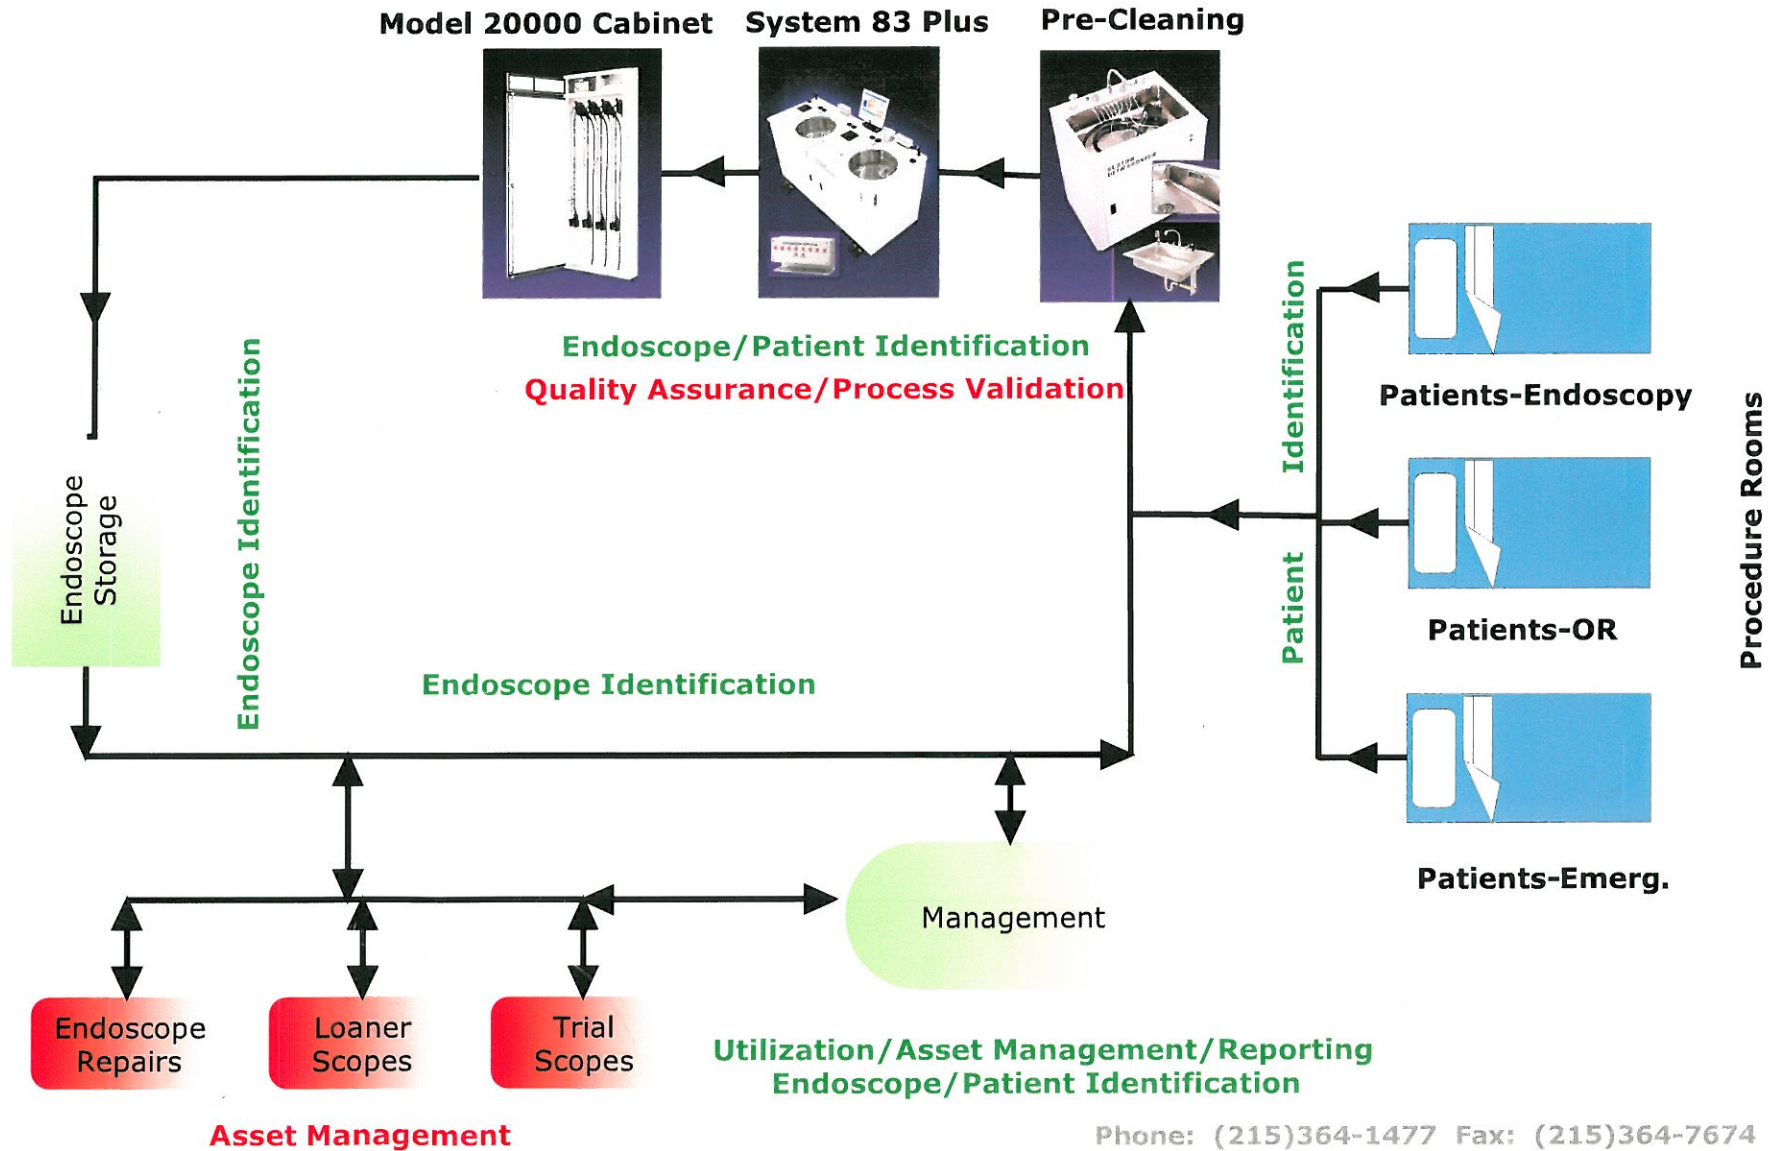 Model 20000 Cabinet
System 83 Plus
Pre-Cleaning
Endoscope/Patient Identification
Quality Assurance/Process Validation
Endoscope Identification
Endoscope
Storage
Endoscope Identification
Patient Identification
Patients-Endoscopy
Patients-OR
Patients-Emerg.
Procedure Rooms
Management
Endoscope
Repairs
Loaner
Scopes
Trial
Scopes
Utilization/Asset Management/Reporting
Endoscope/Patient Identification
Asset Management
Phone: (215)364-1477 Fax: (215)364-7674